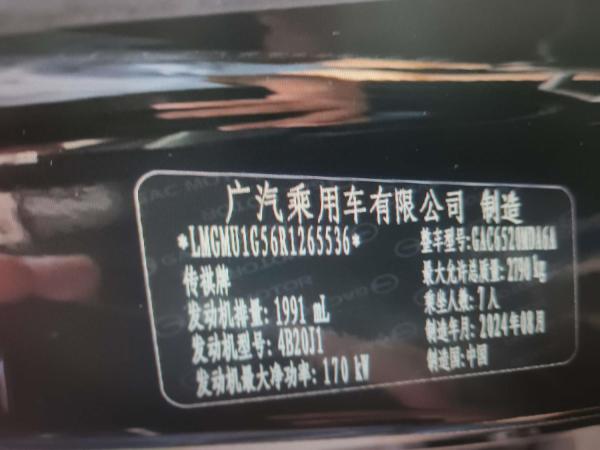 广汽乘用车有限公司 制造
*LMGMU1G56R1265536* 整车型号: GAC6520MDA6A
传祺牌 最大允许总质量: 2790 kg
发动机排量: 1991 mL 乘坐人数: 7人
发动机型号: 4B20J1 制造年月: 2024年08月
发动机最大净功率: 170 kW 制造国: 中国